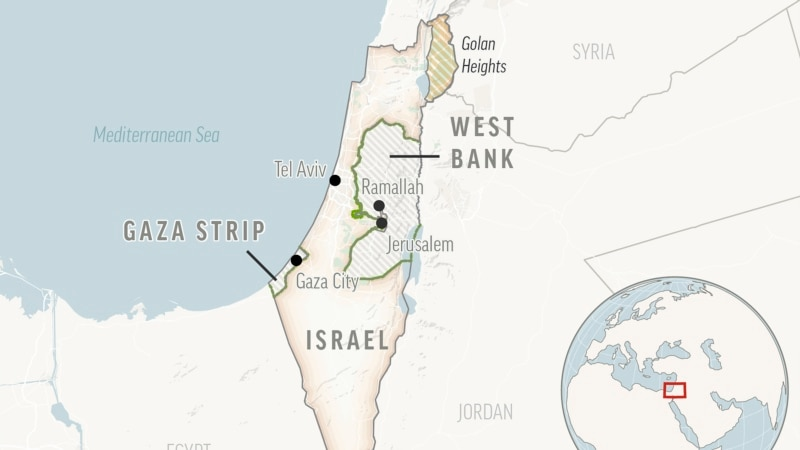 Golan
Heights
SYRIA
Mediterranean Sea
WEST
BANK
Tel Aviv
Ramallah
GAZA STRIP
Jerusalem
Gaza City
ISRAEL
JORDAN
EGYPT